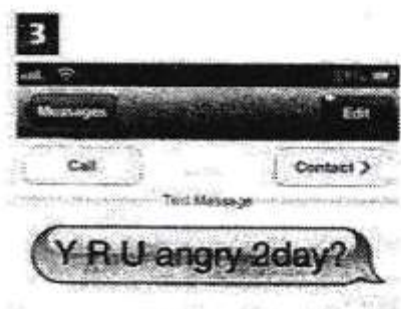 3
Messages
Edit
Call
Contact >
Text Message
Y R U angry 2day?